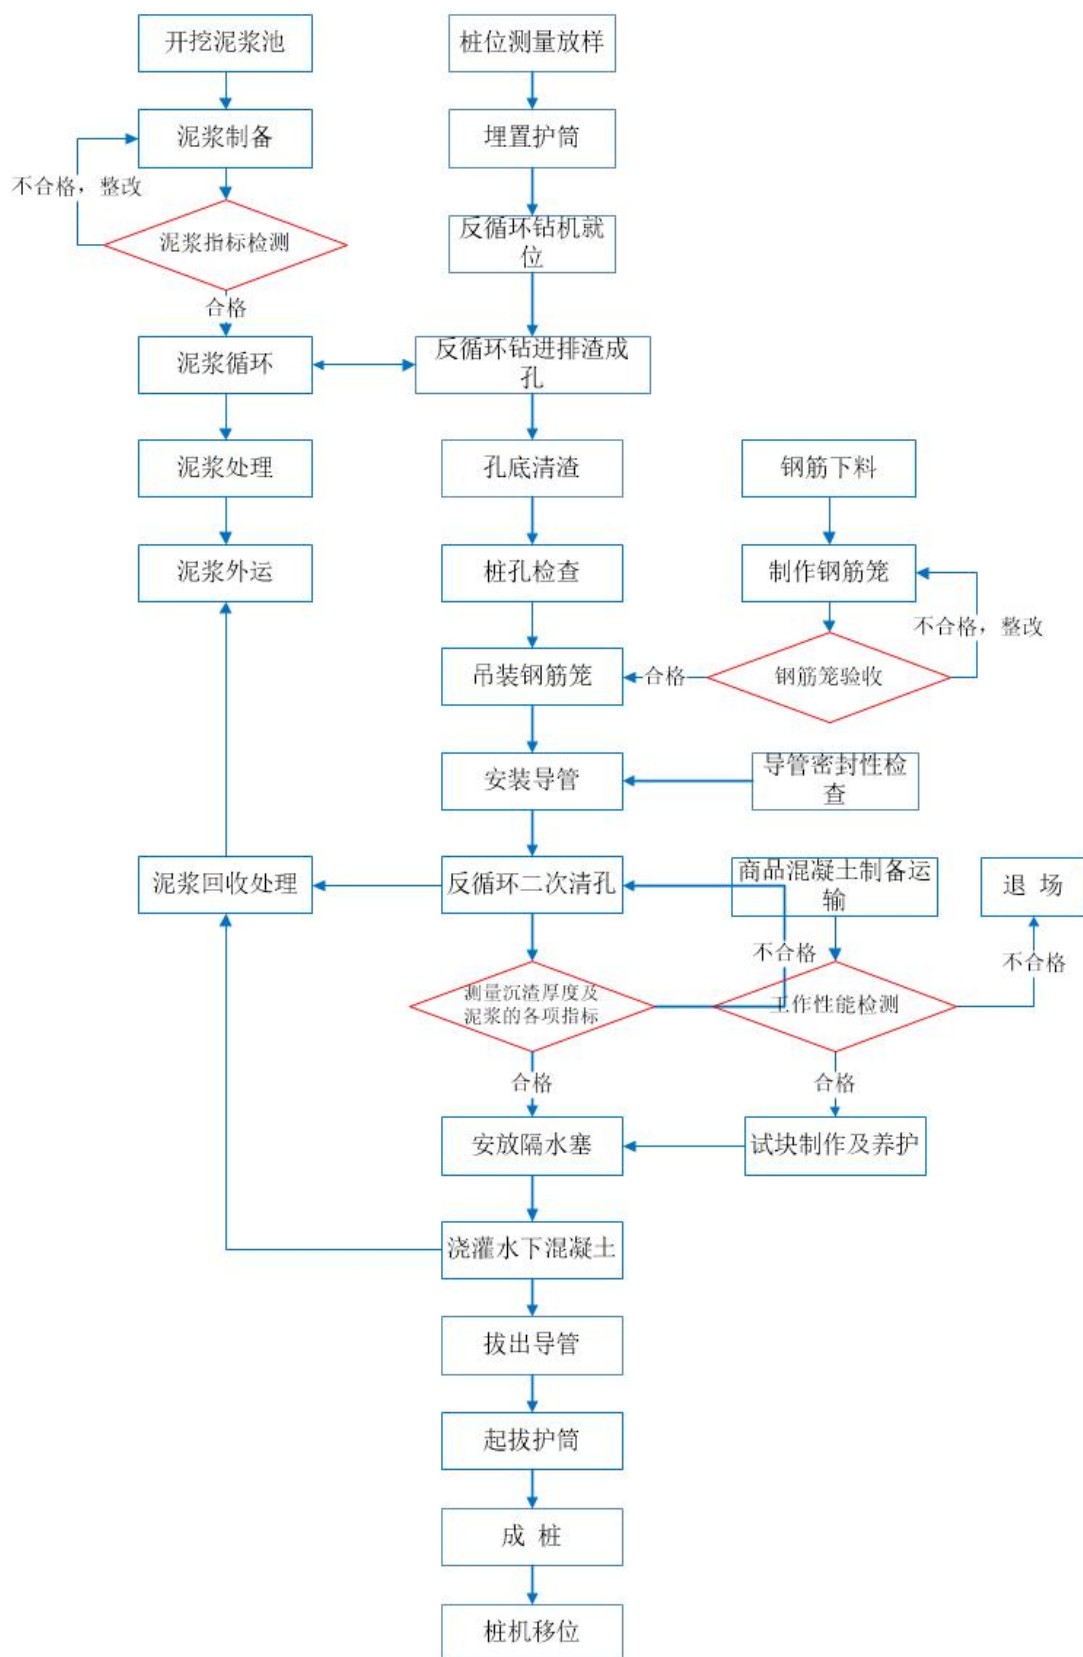 开挖泥浆池
桩位测量放样
泥浆制备
埋置护筒
不合格，整改
泥浆指标检测
反循环钻机就
位
合格
泥浆循环
反循环钻进排渣成
孔
泥浆处理
孔底清渣
钢筋下料
泥浆外运
桩孔检查
制作钢筋笼
不合格，整改
吊装钢筋笼
合格
钢筋笼验收
安装导管
导管密封性检
查
泥浆回收处理
反循环二次清孔
商品混凝土制备运
输
退 场
不合格
不合格
测量沉渣厚度及
泥浆的各项指标
工作性能检测
合格
合格
安放隔水塞
试块制作及养护
浇灌水下混凝土
拔出导管
起拔护筒
成 桩
桩机移位